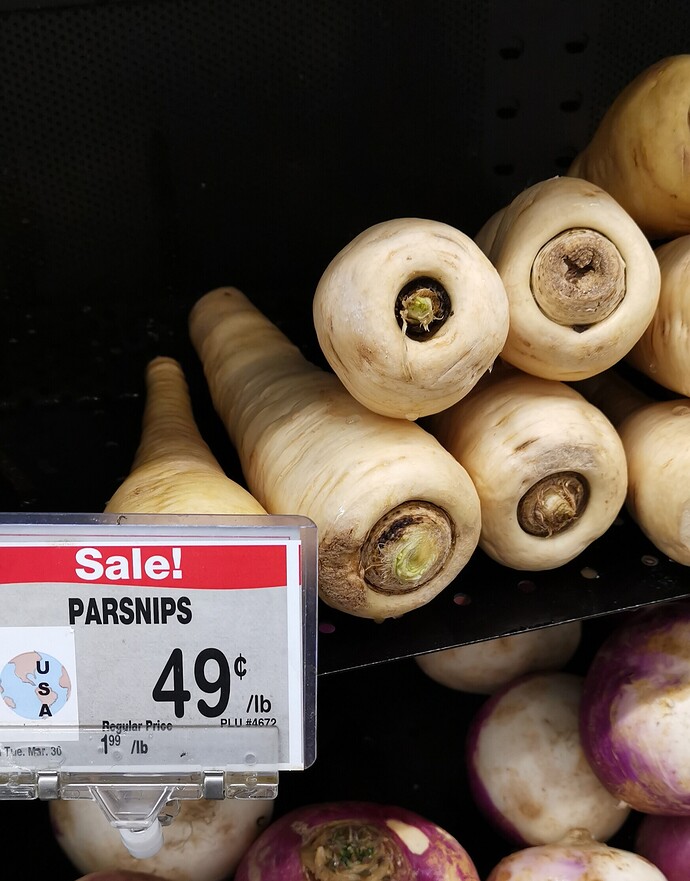 Sale!
PARSNIPS
49¢ /lb
USA
PLU #4672
Regular Price
1.99 /lb
Tue. Mar. 30